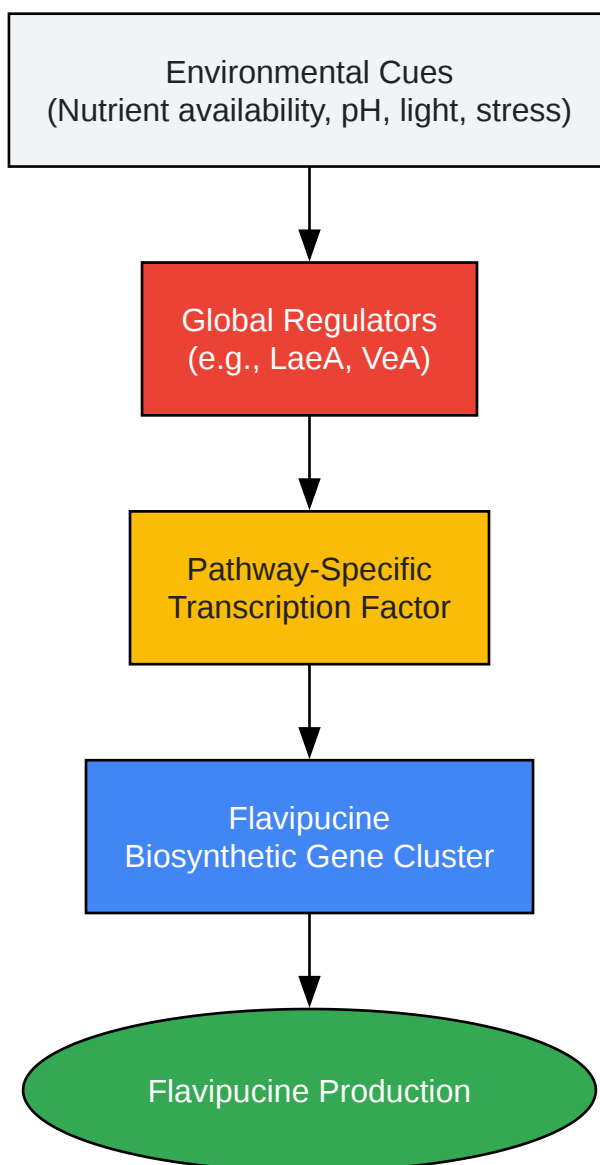 Environmental Cues
(Nutrient availability, pH, light, stress)
Global Regulators
(e.g., LaeA, VeA)
Pathway-Specific
Transcription Factor
Flavipucine
Biosynthetic Gene Cluster
Flavipucine Production